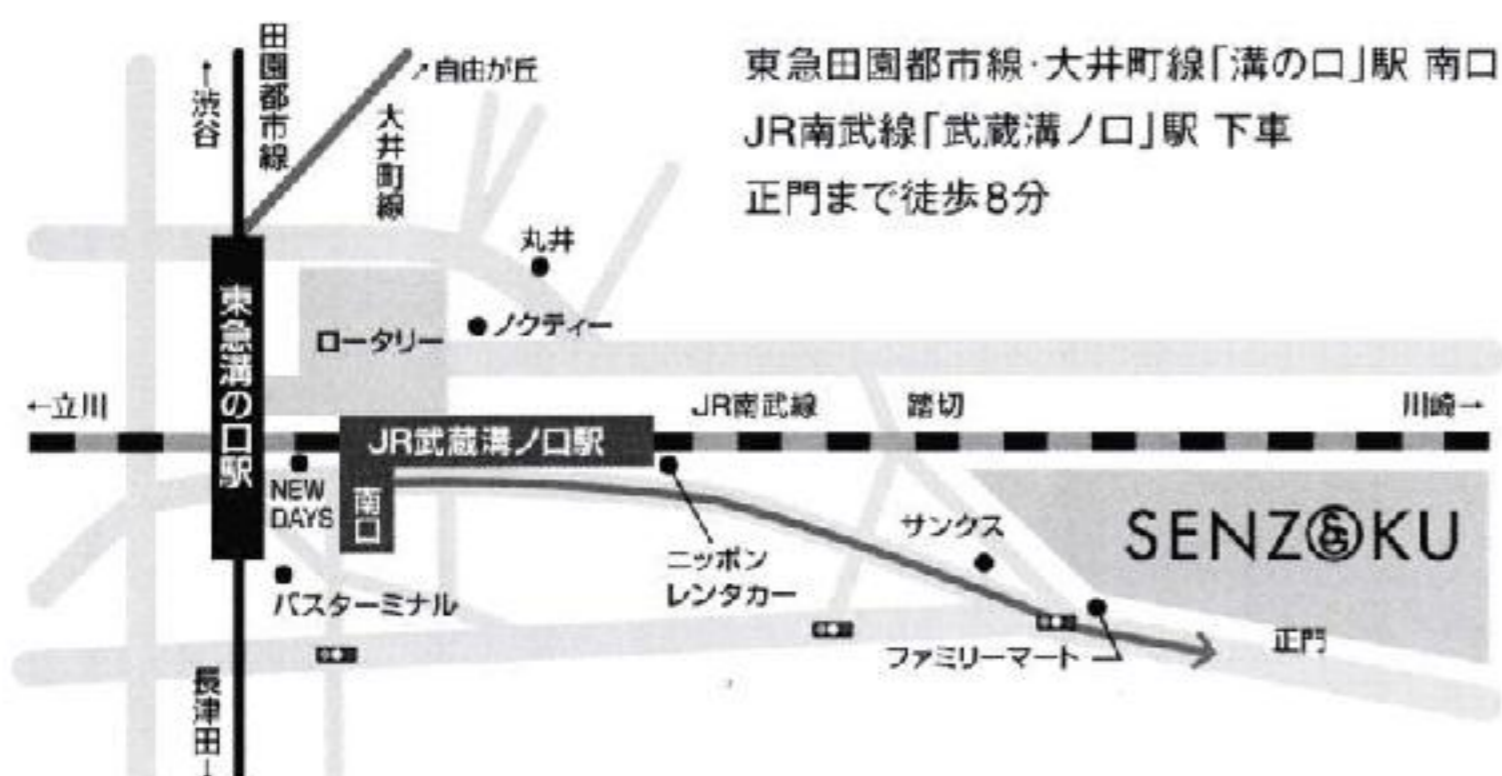 東急田園都市線・大井町線「溝の口」駅 南口
JR南武線「武蔵溝ノ口」駅 下車
正門まで徒歩8分
↑渋谷
田園都市線
↗自由が丘
大井町線
丸井
ノクティー
ロータリー
東急溝の口駅
←立川
JR南武線
踏切
川崎→
JR武蔵溝ノ口駅
南口
NEW
DAYS
バスターミナル
ニッポン
レンタカー
サンクス
SENZOKU
ファミリーマート
正門
長津田↓